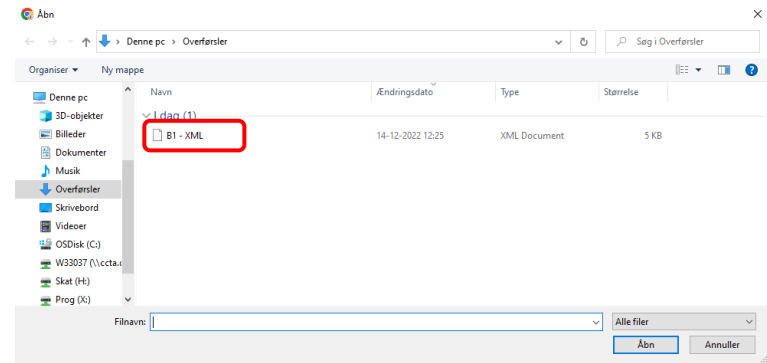 Åbn
Denne pc › Overførsler
Søg i Overførsler
Organiser
Ny mappe
Navn
Ændringsdato
Type
Størrelse
Denne pc
3D-objekter
Billeder
Dokumenter
Musik
Overførsler
Skrivebord
Videoer
OSDisk (C:)
W33037 (\\ccta.c
Skat (H:)
Prog (X:)
I dag (1)
B1 - XML
14-12-2022 12:25
XML Document
5 KB
Filnavn:
Alle filer
Åbn
Annuller